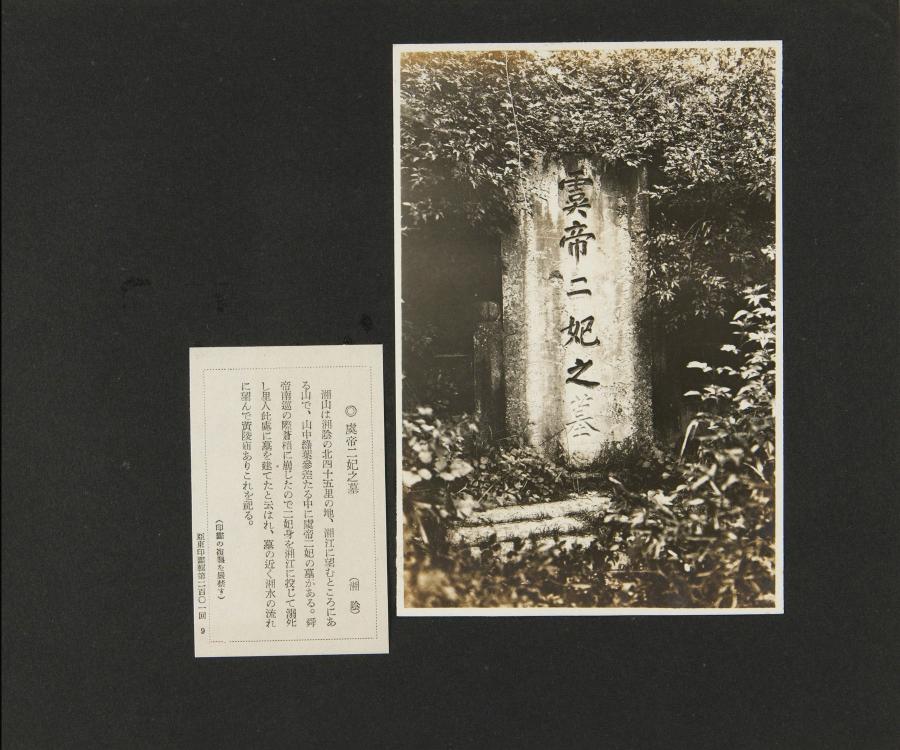 虞帝二妃之墓
◎ 虞帝二妃之墓 (湘 陰)
湘山は湘陰の北四十五里の地、湘江に望むところにあ
る山で、山中綠葉參差たる中に虞帝二妃の墓がある。舜
帝南巡の際蒼梧に崩じたので二妃身を湘江に投じて溺死
し里人此處に墓を建てたと云はれ、墓の近く湘水の流れ
に望んで黄陵庙ありこれを祀る。
(印畫の複製を嚴禁す)
亞東印畫輯第二百〇一回 9